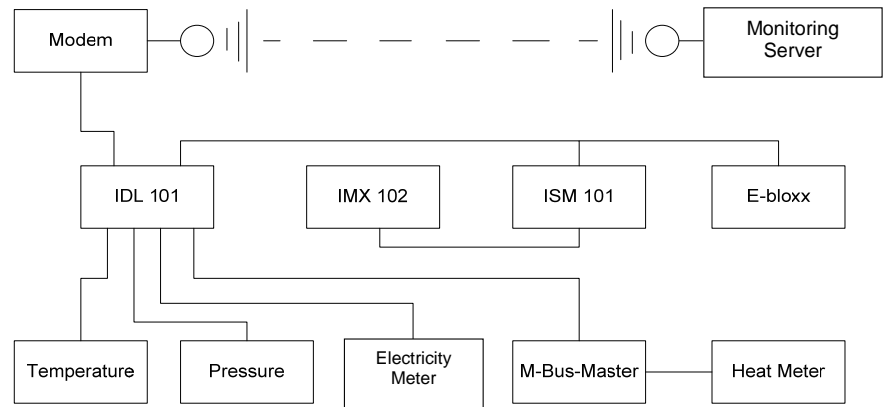 Modem
Monitoring
Server
IDL 101
IMX 102
ISM 101
E-bloxx
Temperature
Pressure
Electricity
Meter
M-Bus-Master
Heat Meter